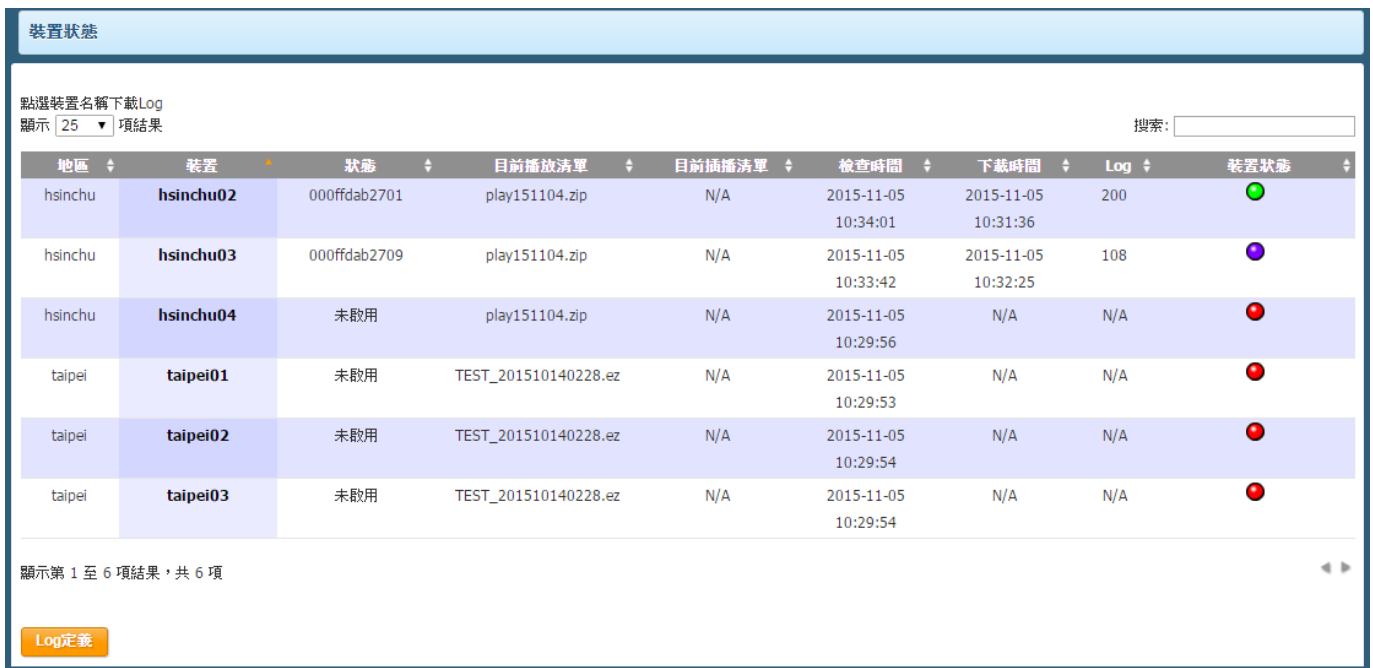 裝置狀態
點選裝置名稱下載Log
顯示 25 項結果 搜索:
地區 裝置 狀態 目前播放清單 目前插播清單 檢查時間 下載時間 Log 裝置狀態
hsinchu hsinchu02 000ffdab2701 play151104.zip N/A 2015-11-05 2015-11-05 200
10:34:01 10:31:36
hsinchu hsinchu03 000ffdab2709 play151104.zip N/A 2015-11-05 2015-11-05 108
10:33:42 10:32:25
hsinchu hsinchu04 未啟用 play151104.zip N/A 2015-11-05 N/A N/A
10:29:56
taipei taipei01 未啟用 TEST_201510140228.ez N/A 2015-11-05 N/A N/A
10:29:53
taipei taipei02 未啟用 TEST_201510140228.ez N/A 2015-11-05 N/A N/A
10:29:54
taipei taipei03 未啟用 TEST_201510140228.ez N/A 2015-11-05 N/A N/A
10:29:54
顯示第 1 至 6 項結果，共 6 項
Log定義